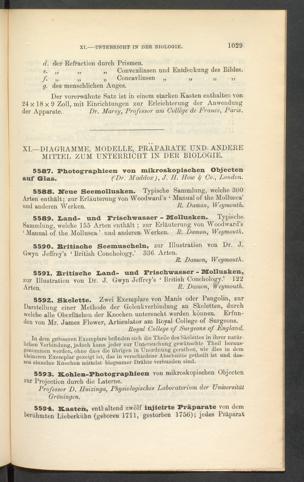 XI.—UNTERRICHT IN DER BIOLOGIE. 1029
d. der Refraction durch Prismen.
e. „ „ „ Convexlinsen und Entdeckung des Bildes.
f. „ „ „ Concavlinsen „ „ „ „
g. des menschlichen Auges.
Der vorerwähnte Satz ist in einem starken Kasten enthalten von
24 x 18 x 9 Zoll, mit Einrichtungen zur Erleichterung der Anwendung
der Apparate. Dr. Marey, Professor am Collège de France, Paris.
XI.—DIAGRAMME, MODELLE, PRÄPARATE UND ANDERE
MITTEL ZUM UNTERRICHT IN DER BIOLOGIE.
5587. Photographieen von mikroskopischen Objecten
auf Glas. (Dr. Maddox), J. H. How & Co., London.
5588. Neue Seemollusken. Typische Sammlung, welche 300
Arten enthält; zur Erläuterung von Woodward's ' Manual of the Mollusca'
und anderen Werken. R. Damon, Weymouth.
5589. Land- und Frischwasser-Mollusken. Typische
Sammlung, welche 155 Arten enthält; zur Erläuterung von Woodward's
' Manual of the Mollusca' und anderen Werken. R. Damon, Weymouth.
5590. Britische Seemuscheln, zur Illustration von Dr. J.
Gwyn Jeffrey's ' British Conchology.' 336 Arten.
R. Damon, Weymouth.
5591. Britische Land- und Frischwasser-Mollusken,
zur Illustration von Dr. J. Gwyn Jeffrey's ' British Conchology.' 122
Arten. R. Damon, Weymouth.
5592. Skelette. Zwei Exemplare von Manis oder Pangolin, zur
Darstellung einer Methode der Gelenkverbindung an Skeletten, durch
welche alle Oberflächen der Knochen untersucht werden können. Erfun-
den von Mr. James Flower, Articulator am Royal College of Surgeons.
Royal College of Surgeons of England.
In dem grösseren Exemplare befinden sich die Theile des Skelettes in ihrer natür-
lichen Verbindung, jedoch kann jeder zur Untersuchung gewünschte Theil heraus-
genommen werden, ohne dass die übrigen in Unordnung gerathen, wie dies in dem
kleineren Exemplar gezeigt ist, die in verschiedene Abschnitte getheilt ist und
einzelne Knochen mittelst biegsamer Drähte verbunden sind.
5593. Kohlen-Photographieen von mikroskopischen Objecten
zur Projection durch die Laterne.
Professor D. Huizinga, Physiologisches Laboratorium der Universität
Gröningen.
5594. Kasten, enthaltend zwölf injicirte Präparate von dem
berühmten Lieberkühn (geboren 1711, gestorben 1756); jedes Präparat